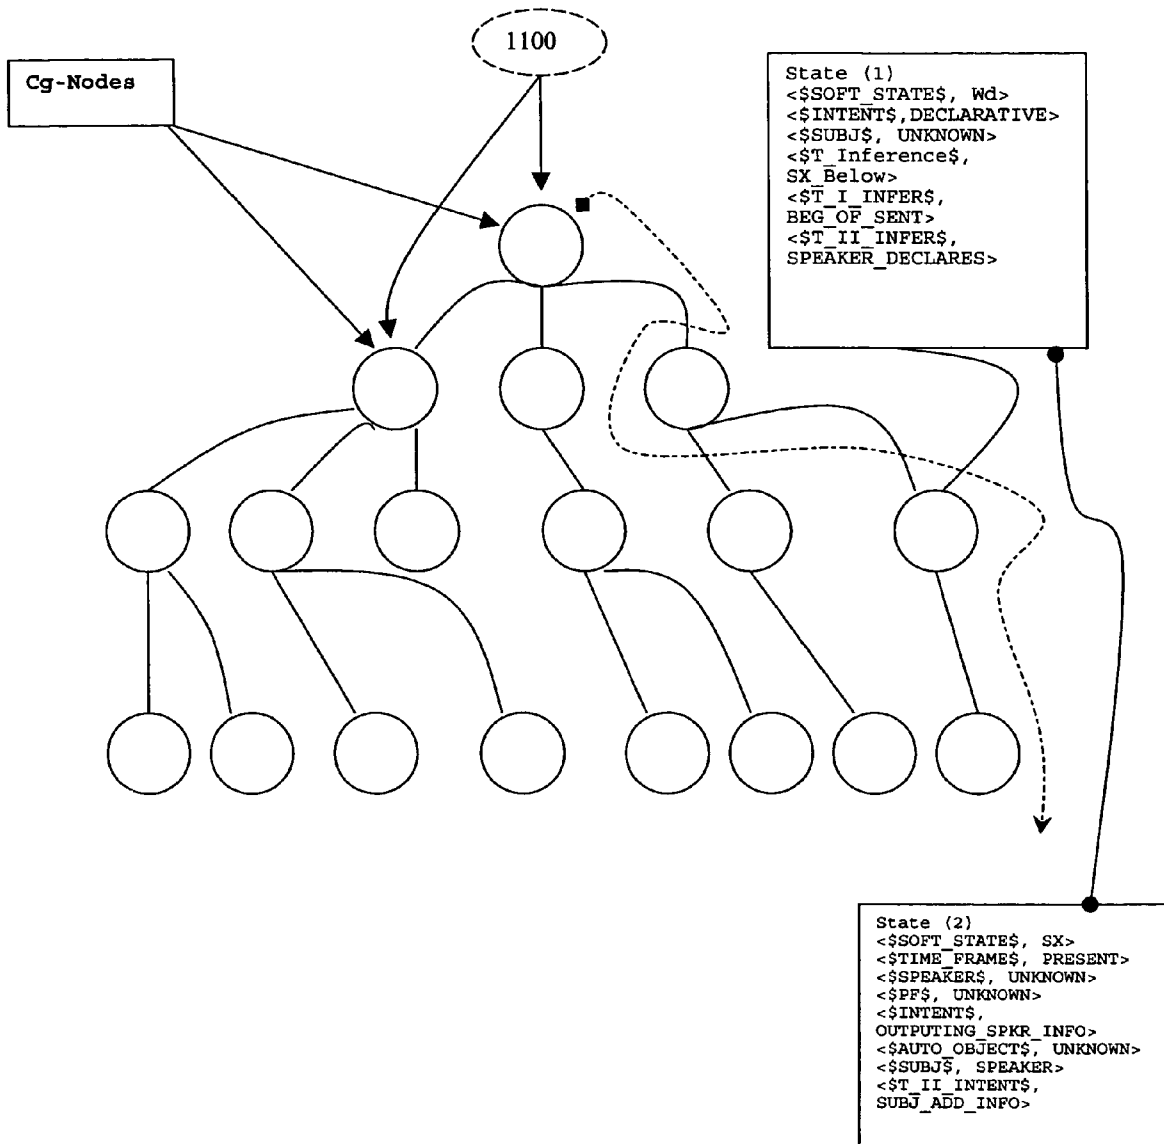 1100
Cg-Nodes
State (1)
<$SOFT_STATE$, Wd>
<$INTENT$,DECLARATIVE>
<$SUBJ$, UNKNOWN>
<$T_Inference$,
SX_Below>
<$T_I_INFER$,
BEG_OF_SENT>
<$T_II_INFER$,
SPEAKER_DECLARES>
State (2)
<$SOFT_STATE$, SX>
<$TIME_FRAME$, PRESENT>
<$SPEAKER$, UNKNOWN>
<$PF$, UNKNOWN>
<$INTENT$,
OUTPUTING_SPKR_INFO>
<$AUTO_OBJECT$, UNKNOWN>
<$SUBJ$, SPEAKER>
<$T_II_INTENT$,
SUBJ_ADD_INFO>